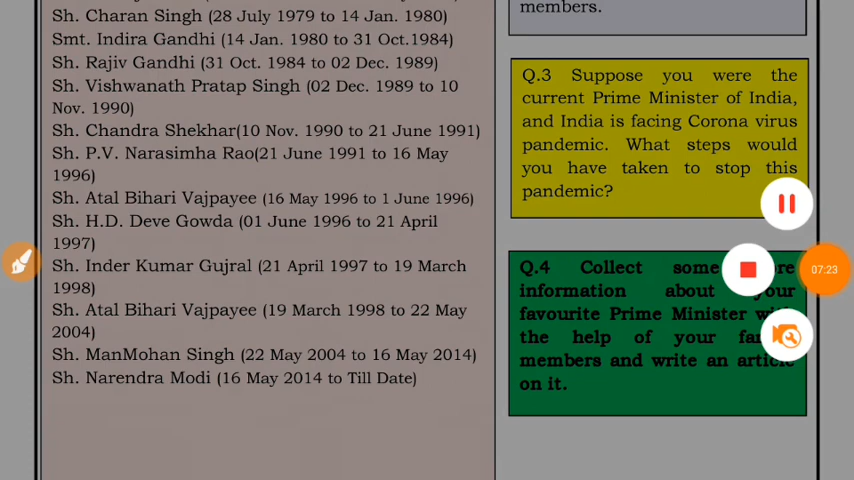 Sh. Charan Singh (28 July 1979 to 14 Jan. 1980)
Smt. Indira Gandhi (14 Jan. 1980 to 31 Oct.1984)
Sh. Rajiv Gandhi (31 Oct. 1984 to 02 Dec. 1989)
Sh. Vishwanath Pratap Singh (02 Dec. 1989 to 10
Nov. 1990)
Sh. Chandra Shekhar(10 Nov. 1990 to 21 June 1991)
Sh. P.V. Narasimha Rao(21 June 1991 to 16 May
1996)
Sh. Atal Bihari Vajpayee (16 May 1996 to 1 June 1996)
Sh. H.D. Deve Gowda (01 June 1996 to 21 April
1997)
Sh. Inder Kumar Gujral (21 April 1997 to 19 March
1998)
Sh. Atal Bihari Vajpayee (19 March 1998 to 22 May
2004)
Sh. ManMohan Singh (22 May 2004 to 16 May 2014)
Sh. Narendra Modi (16 May 2014 to Till Date)
members.
Q.3 Suppose you were the
current Prime Minister of India,
and India is facing Corona virus
pandemic. What steps would
you have taken to stop this
pandemic?
Q.4 Collect some
information about your
favourite Prime Minister
the help of your
members and write an article
on it.
07:23